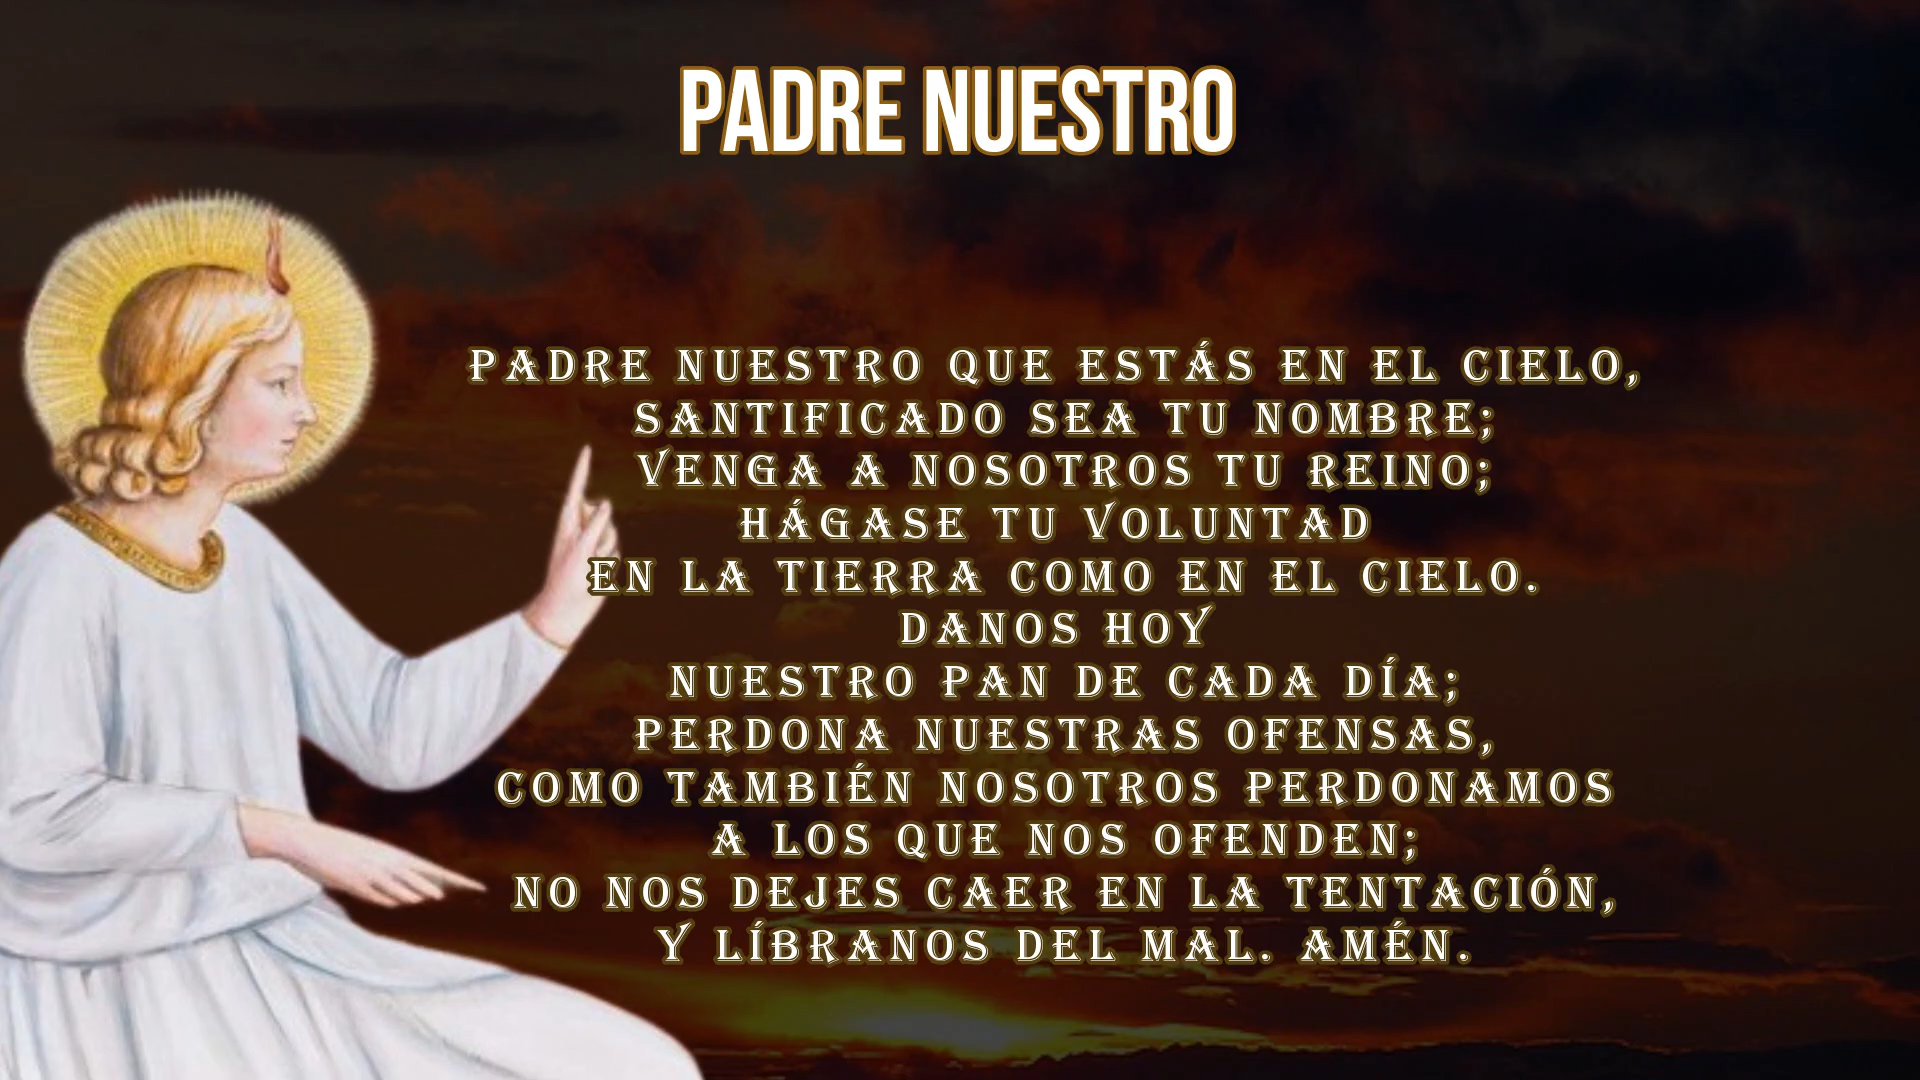 PADRE NUESTRO
PADRE NUESTRO QUE ESTÁS EN EL CIELO,
SANTIFICADO SEA TU NOMBRE;
VENGA A NOSOTROS TU REINO;
HÁGASE TU VOLUNTAD
EN LA TIERRA COMO EN EL CIELO.
DANOS HOY
NUESTRO PAN DE CADA DÍA;
PERDONA NUESTRAS OFENSAS,
COMO TAMBIÉN NOSOTROS PERDONAMOS
A LOS QUE NOS OFENDEN;
NO NOS DEJES CAER EN LA TENTACIÓN,
Y LÍBRANOS DEL MAL. AMÉN.